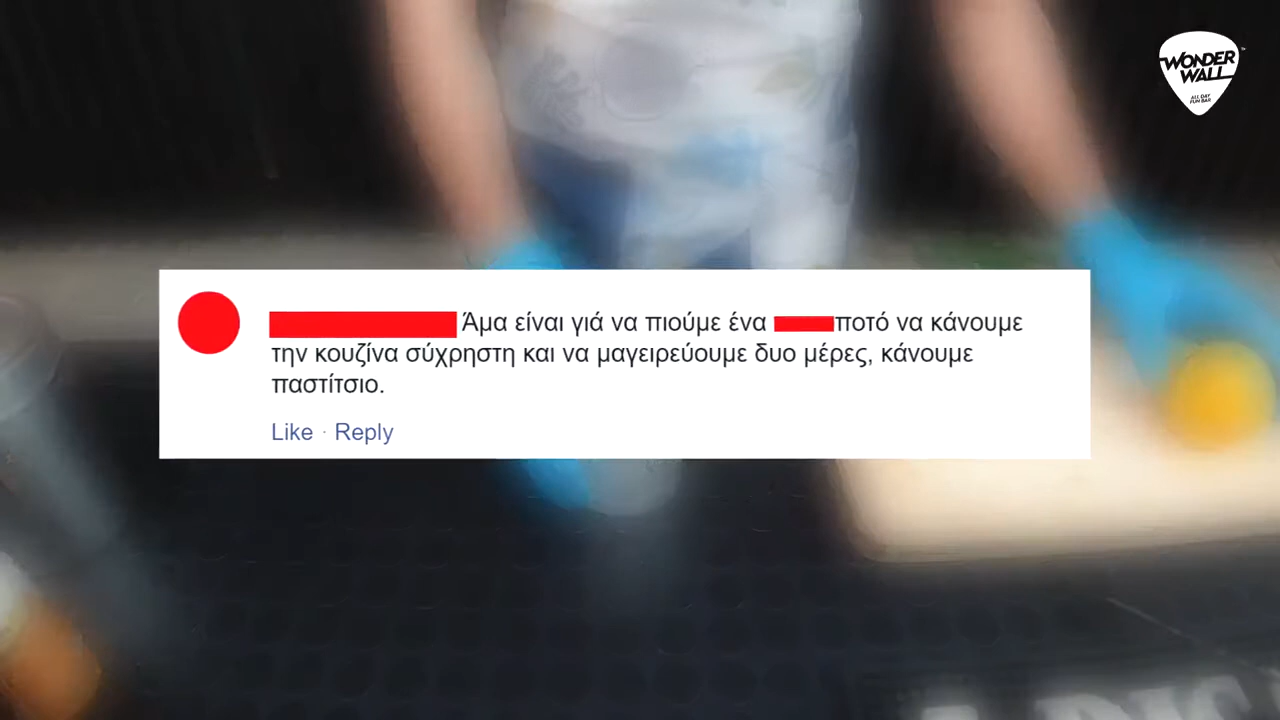 WONDER
WALL
ALL DAY
FUN BAR
Άμα είναι γιά να πιούμε ένα ποτό να κάνουμε
την κουζίνα σύχρηστη και να μαγειρεύουμε δυο μέρες, κάνουμε
παστίτσιο.
Like · Reply